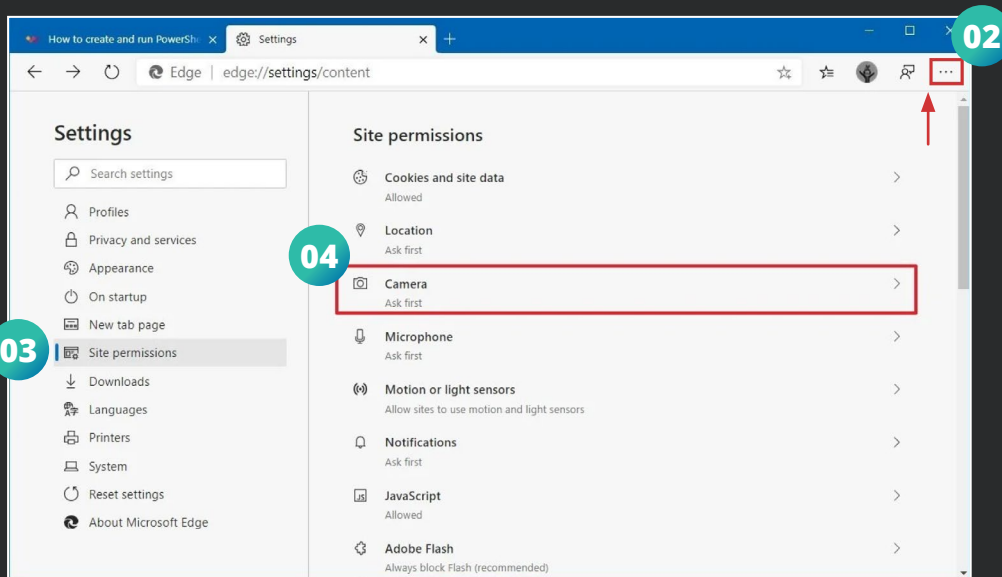 How to create and run PowerShe
Settings
02
Edge | edge://settings/content
Settings
Search settings
Profiles
Privacy and services
Appearance
On startup
New tab page
03
Site permissions
Downloads
Languages
Printers
System
Reset settings
About Microsoft Edge
Site permissions
Cookies and site data
Allowed
Location
Ask first
04
Camera
Ask first
Microphone
Ask first
Motion or light sensors
Allow sites to use motion and light sensors
Notifications
Ask first
JS
JavaScript
Allowed
Adobe Flash
Always block Flash (recommended)